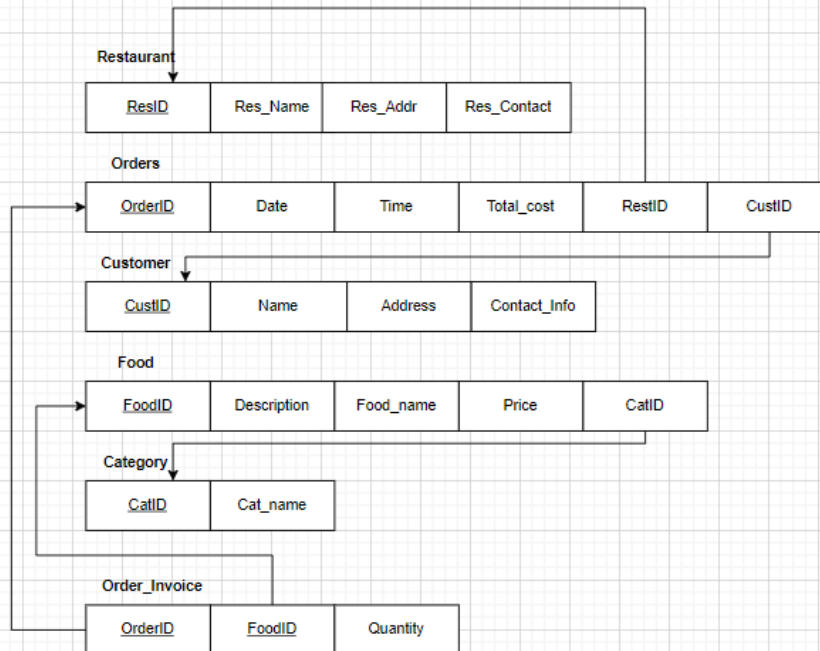 Restaurant
ResID Res_Name Res_Addr Res_Contact
Orders
OrderID Date Time Total_cost RestID CustID
Customer
CustID Name Address Contact_Info
Food
FoodID Description Food_name Price CatID
Category
CatID Cat_name
Order_Invoice
OrderID FoodID Quantity